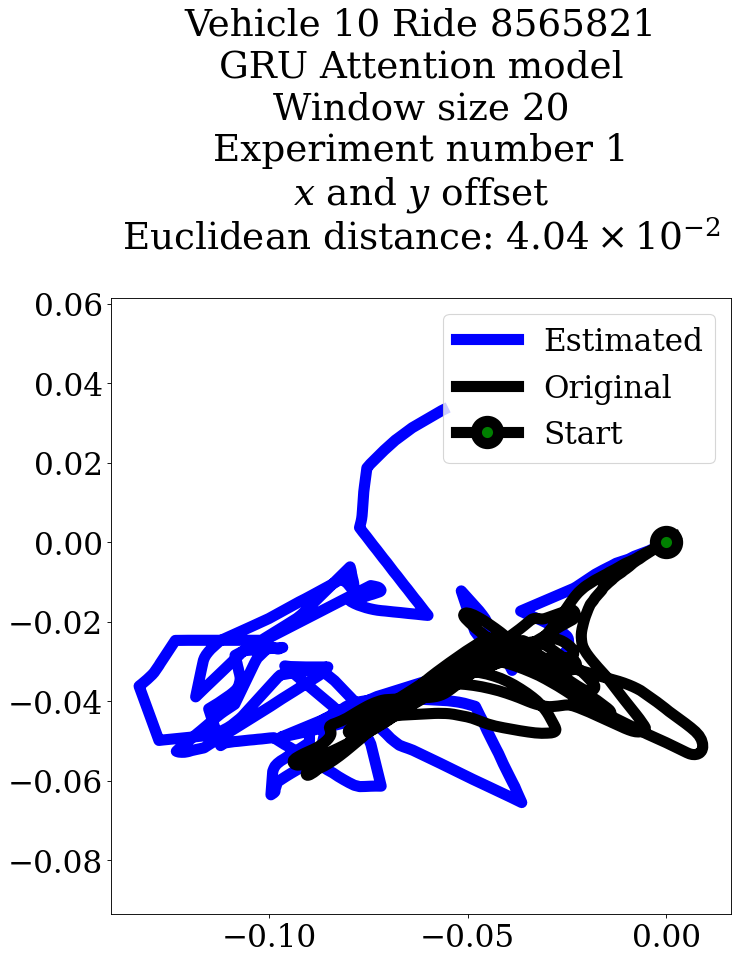 Vehicle 10 Ride 8565821
GRU Attention model
Window size 20
Experiment number 1
x and y offset
Euclidean distance: 4.04 × 10⁻²
0.06
0.04
0.02
0.00
−0.02
−0.04
−0.06
−0.08
Estimated
Original
Start
−0.10
−0.05
0.00